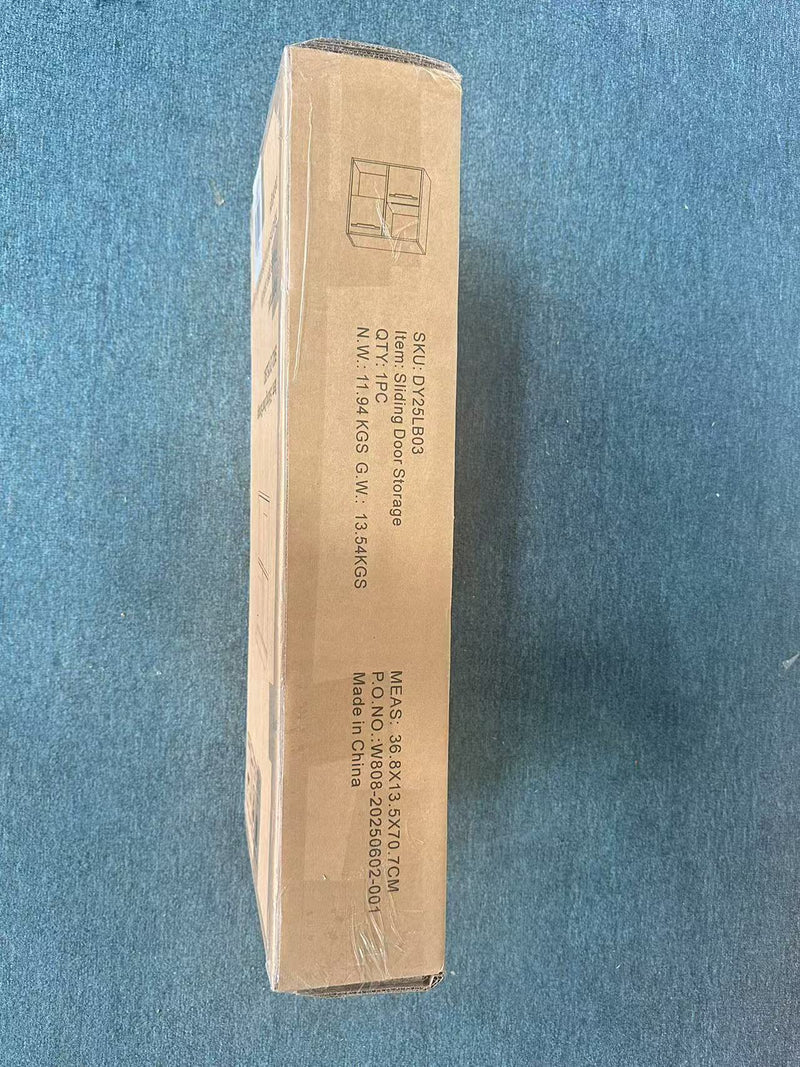 SKU: DY25LB03
Item: Sliding Door Storage
QTY: 1PC
N.W.: 11.94 KGS G.W.: 13.54KGS
MEAS: 36.8X13.5X70.7CM
P.O.NO.:W808-20250602-001
Made in China